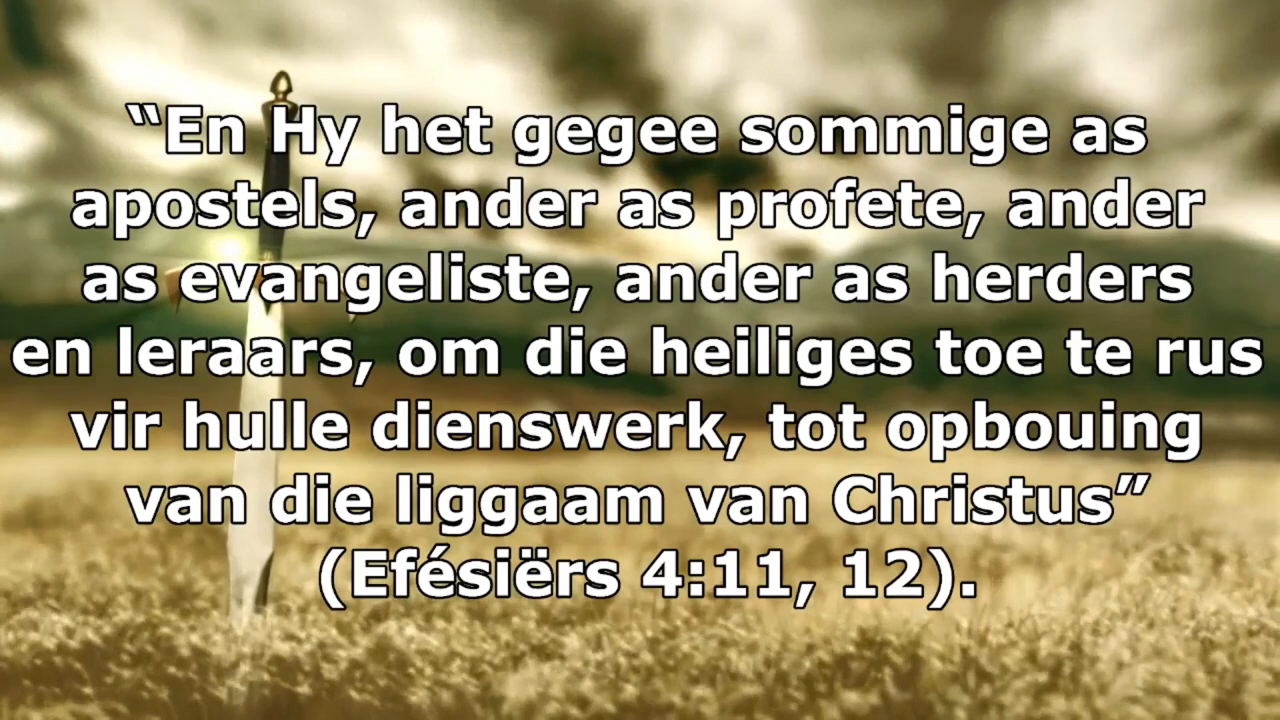 “En Hy het gegee sommige as
apostels, ander as profete, ander
as evangeliste, ander as herders
en leraars, om die heiliges toe te rus
vir hulle dienswerk, tot opbouing
van die liggaam van Christus”
(Efésiërs 4:11, 12).